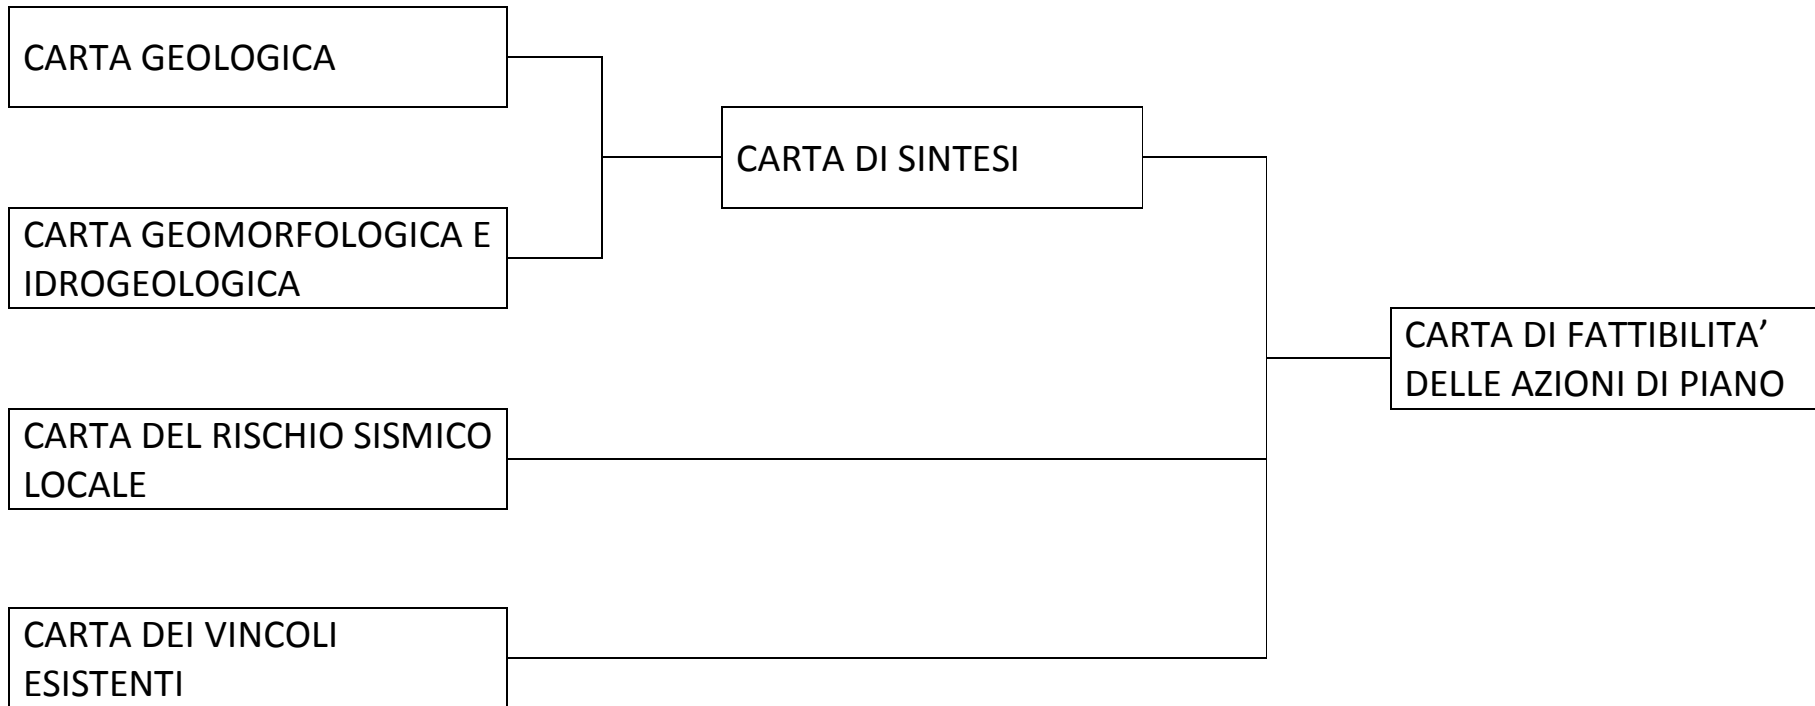 CARTA GEOLOGICA
CARTA DI SINTESI
CARTA GEOMORFOLOGICA E
IDROGEOLOGICA
CARTA DI FATTIBILITA’
DELLE AZIONI DI PIANO
CARTA DEL RISCHIO SISMICO
LOCALE
CARTA DEI VINCOLI
ESISTENTI